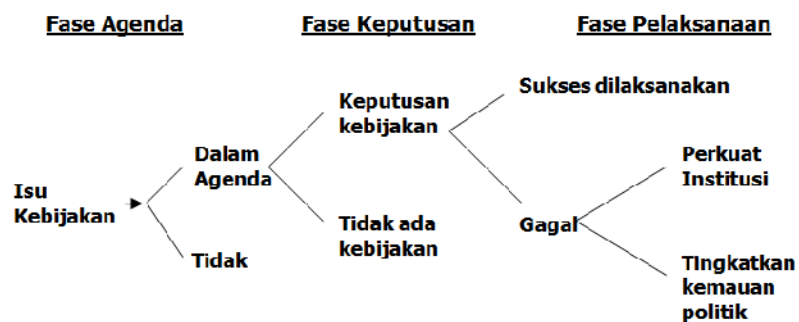 Fase Agenda
Fase Keputusan
Fase Pelaksanaan
Isu
Kebijakan
Dalam
Agenda
Tidak
Keputusan
kebijakan
Tidak ada
kebijakan
Sukses dilaksanakan
Gagal
Perkuat
Institusi
Tingkatkan
kemauan
politik